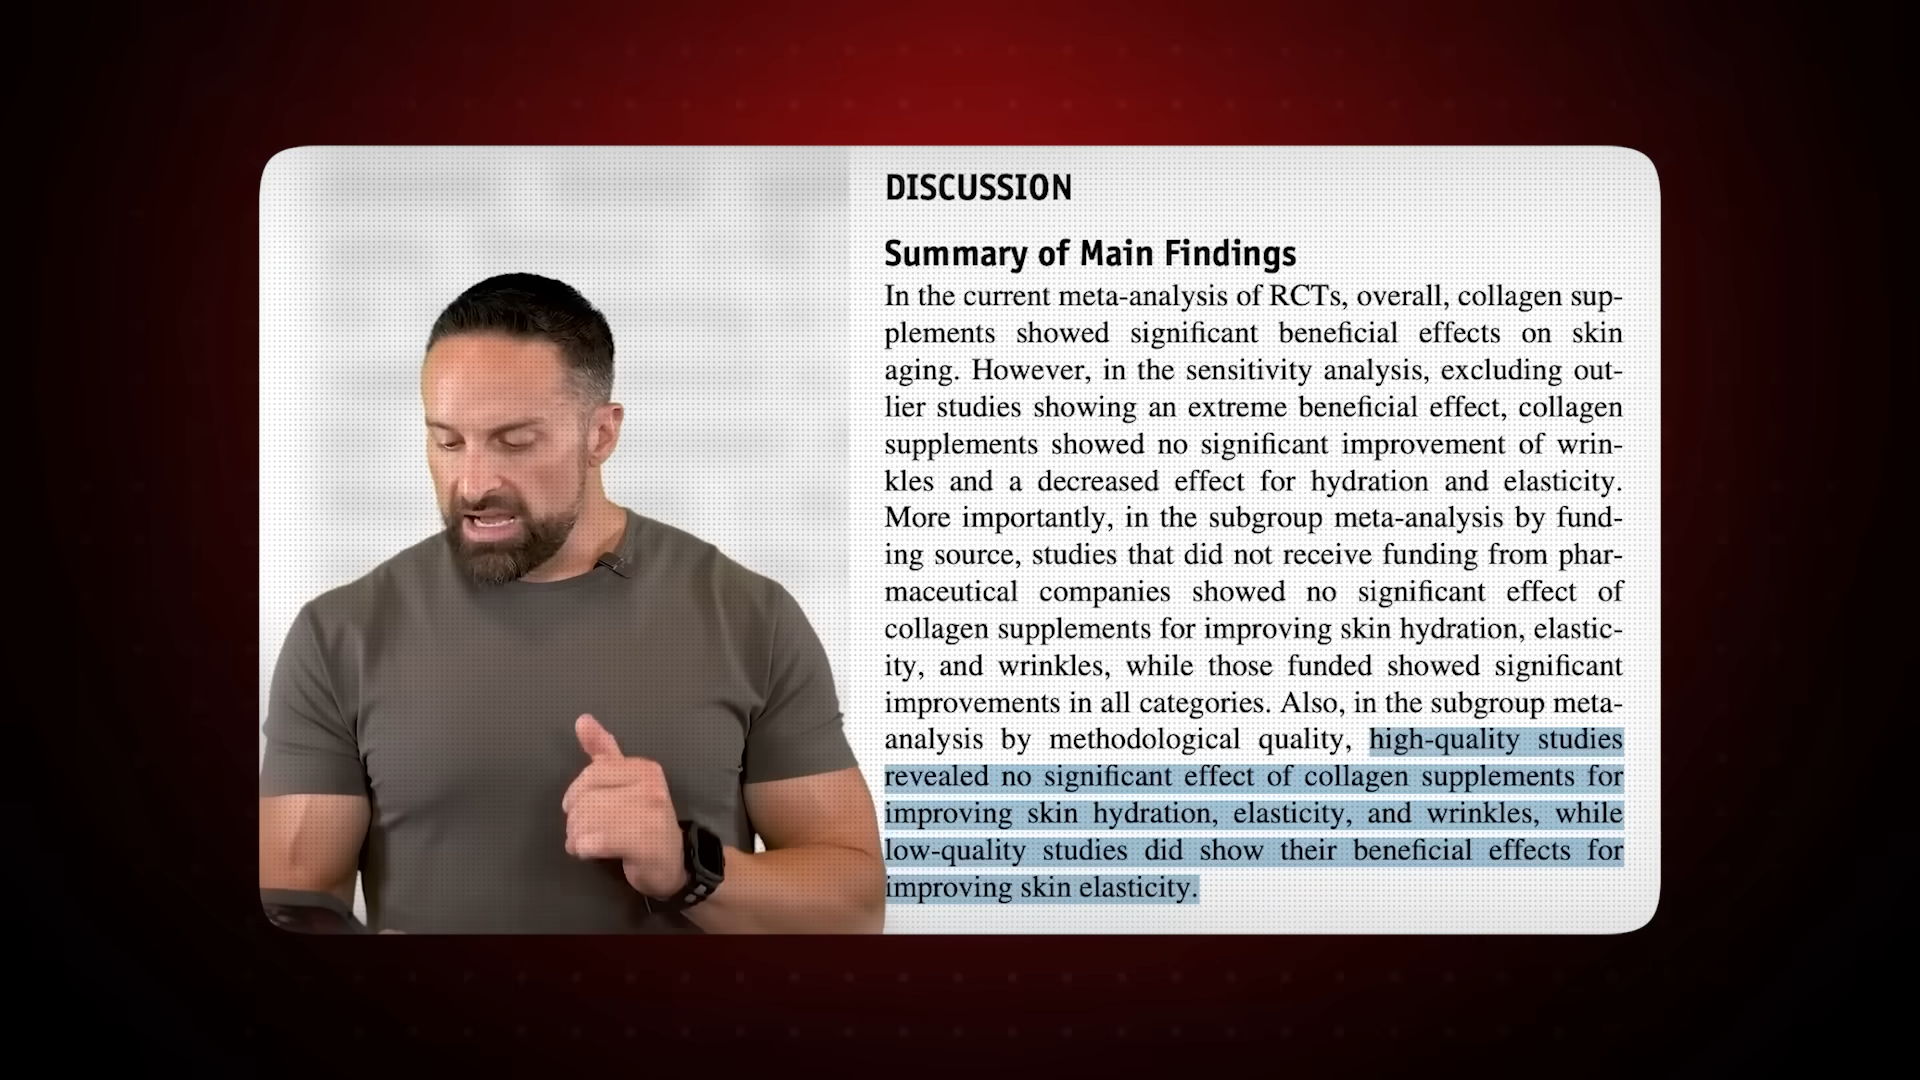 DISCUSSION
Summary of Main Findings
In the current meta-analysis of RCTs, overall, collagen sup-
plements showed significant beneficial effects on skin
aging. However, in the sensitivity analysis, excluding out-
lier studies showing an extreme beneficial effect, collagen
supplements showed no significant improvement of wrin-
kles and a decreased effect for hydration and elasticity.
More importantly, in the subgroup meta-analysis by fund-
ing source, studies that did not receive funding from phar-
maceutical companies showed no significant effect of
collagen supplements for improving skin hydration, elastic-
ity, and wrinkles, while those funded showed significant
improvements in all categories. Also, in the subgroup meta-
analysis by methodological quality, high-quality studies
revealed no significant effect of collagen supplements for
improving skin hydration, elasticity, and wrinkles, while
low-quality studies did show their beneficial effects for
improving skin elasticity.